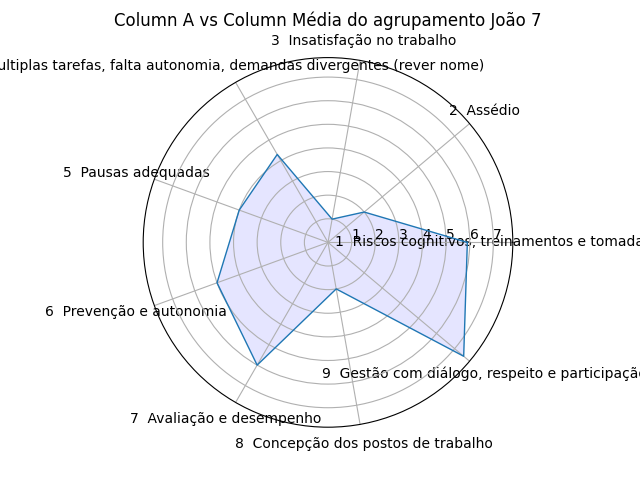 Column A vs Column Média do agrupamento João 7
3 Insatisfação no trabalho
ultiplas tarefas, falta autonomia, demandas divergentes (rever nome)
2 Assédio
5 Pausas adequadas
1 2 3 4 5 6 7
1 Riscos cognitivos, treinamentos e tomada
6 Prevenção e autonomia
9 Gestão com diálogo, respeito e participação
7 Avaliação e desempenho
8 Concepção dos postos de trabalho